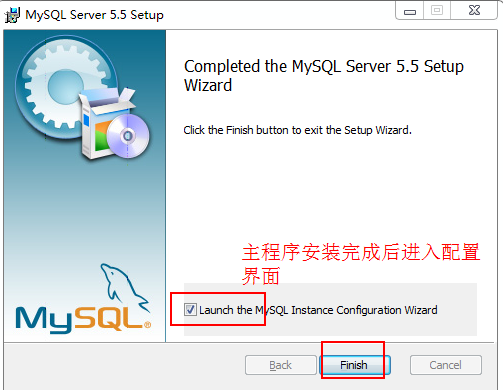 MySQL Server 5.5 Setup
Completed the MySQL Server 5.5 Setup
Wizard
Click the Finish button to exit the Setup Wizard.
主程序安装完成后进入配置
界面
Launch the MySQL Instance Configuration Wizard
MySQL®
Back
Finish
Cancel